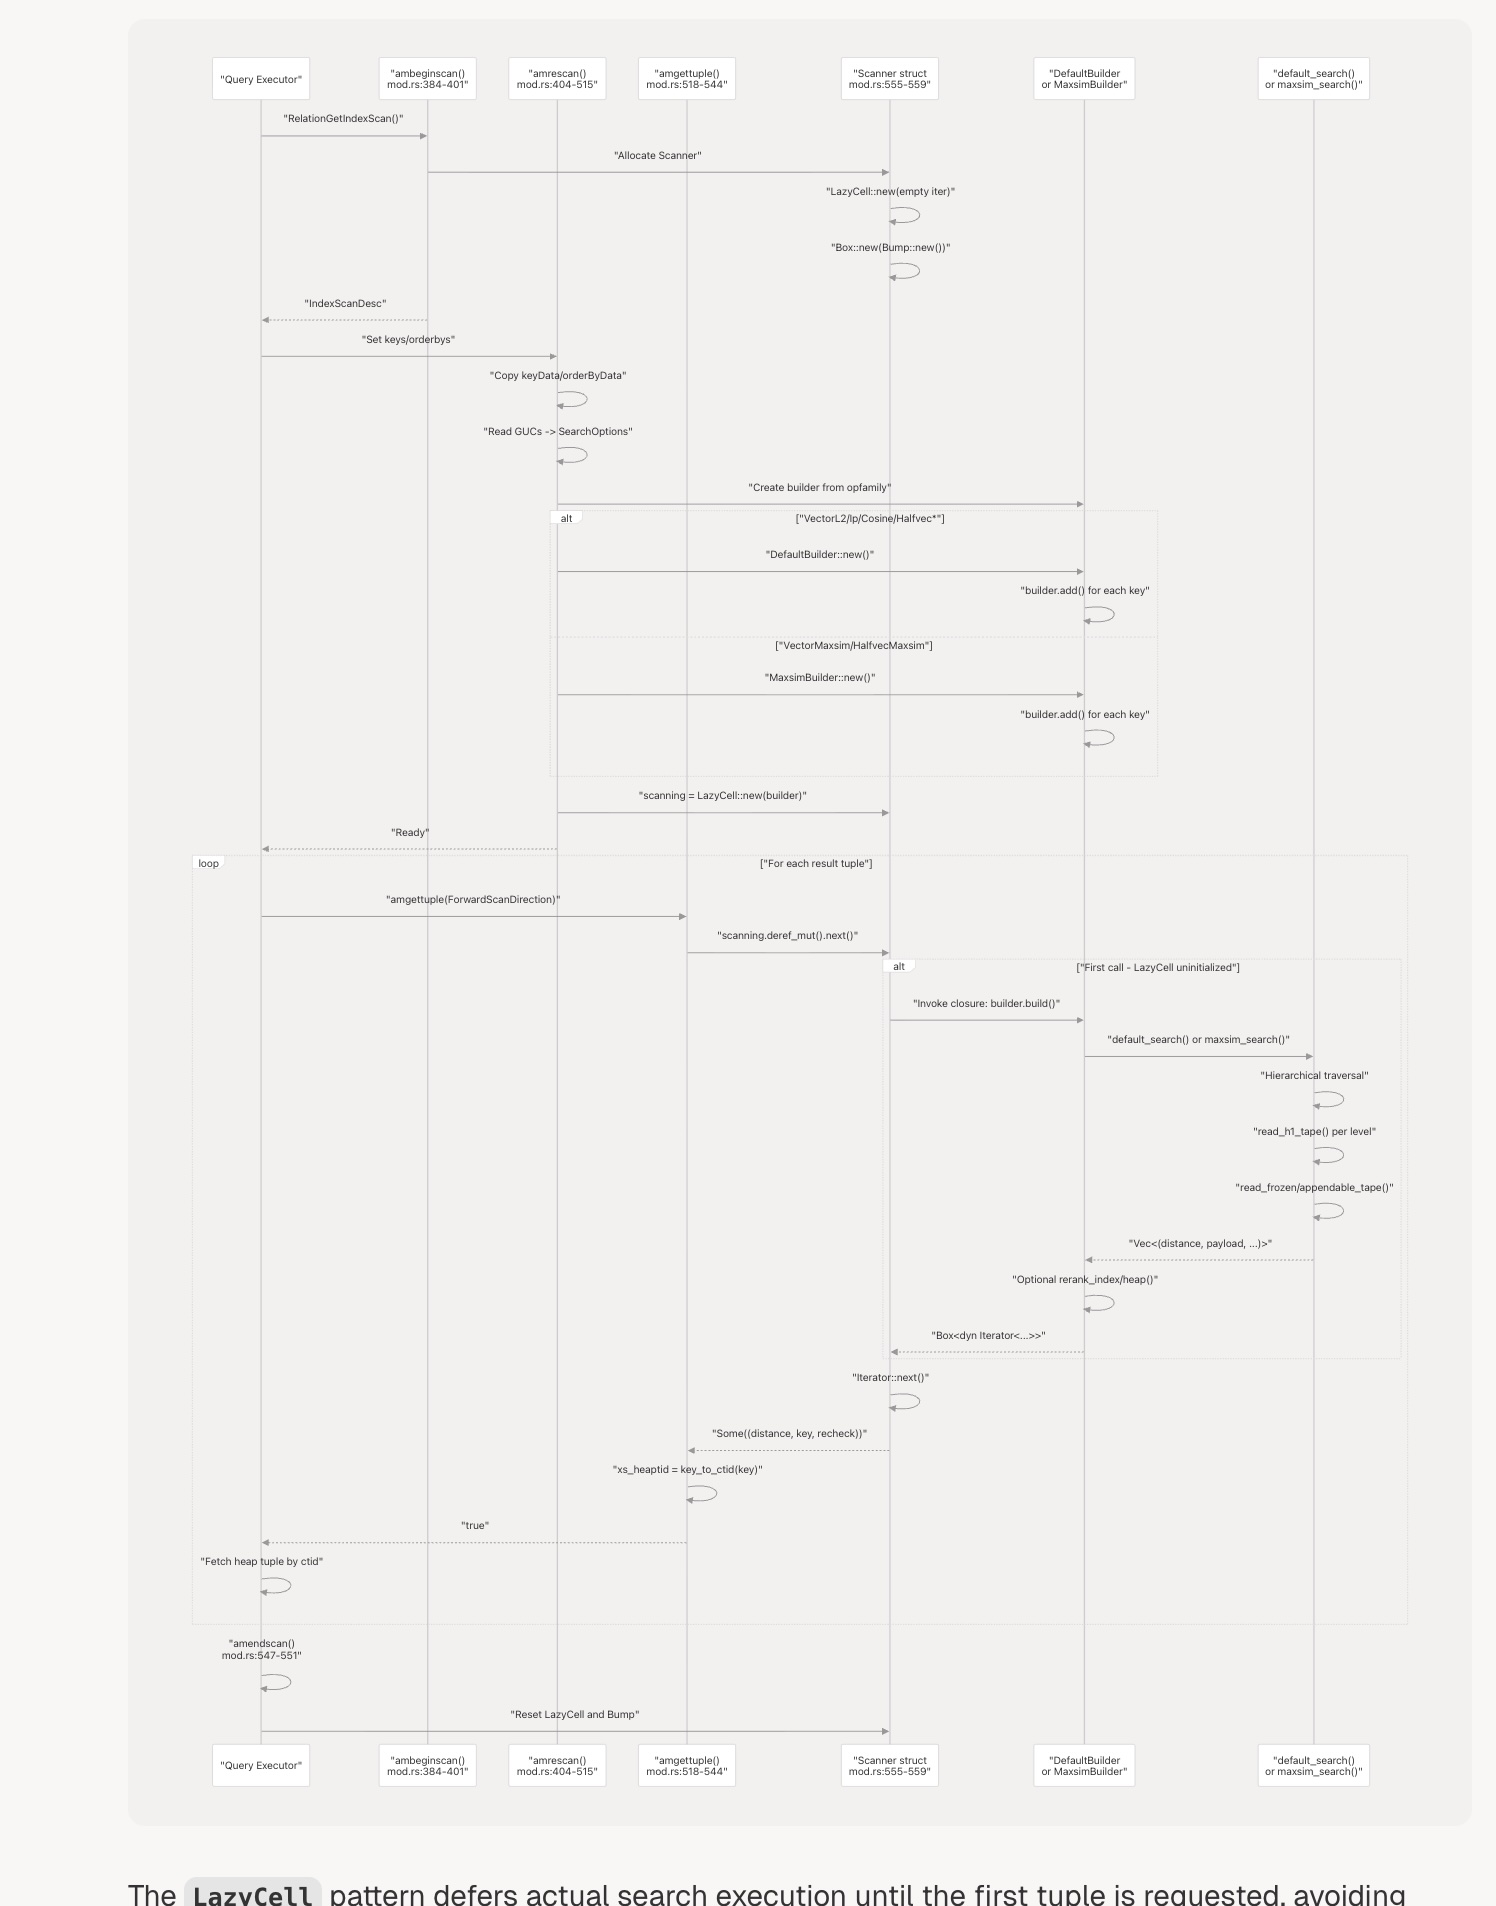 "Query Executor"
"ambeginscan()
mod.rs:384-401"
"amrescan()
mod.rs:404-515"
"amgettuple()
mod.rs:518-544"
"Scanner struct
mod.rs:555-559"
"DefaultBuilder
or MaxsimBuilder"
"default_search()
or maxsim_search()"
"RelationGetIndexScan()"
"Allocate Scanner"
"LazyCell::new(empty iter)"
"Box::new(Bump::new())"
"IndexScanDesc"
"Set keys/orderbys"
"Copy keyData/orderByData"
"Read GUCs -> SearchOptions"
"Create builder from opfamily"
alt
["VectorL2/Ip/Cosine/Halfvec*"]
"DefaultBuilder::new()"
"builder.add() for each key"
["VectorMaxsim/HalfvecMaxsim"]
"MaxsimBuilder::new()"
"builder.add() for each key"
"scanning = LazyCell::new(builder)"
"Ready"
loop
["For each result tuple"]
"amgettuple(ForwardScanDirection)"
"scanning.deref_mut().next()"
alt
["First call - LazyCell uninitialized"]
"Invoke closure: builder.build()"
"default_search() or maxsim_search()"
"Hierarchical traversal"
"read_h1_tape() per level"
"read_frozen/appendable_tape()"
"Vec<(distance, payload, ...)>"
"Optional rerank_index/heap()"
"Box<dyn Iterator<...>>"
"Iterator::next()"
"Some((distance, key, recheck))"
"xs_heaptid = key_to_ctid(key)"
"true"
"Fetch heap tuple by ctid"
"amendscan()
mod.rs:547-551"
"Reset LazyCell and Bump"
"Query Executor"
"ambeginscan()
mod.rs:384-401"
"amrescan()
mod.rs:404-515"
"amgettuple()
mod.rs:518-544"
"Scanner struct
mod.rs:555-559"
"DefaultBuilder
or MaxsimBuilder"
"default_search()
or maxsim_search()"
The LazyCell pattern defers actual search execution until the first tuple is requested, avoiding